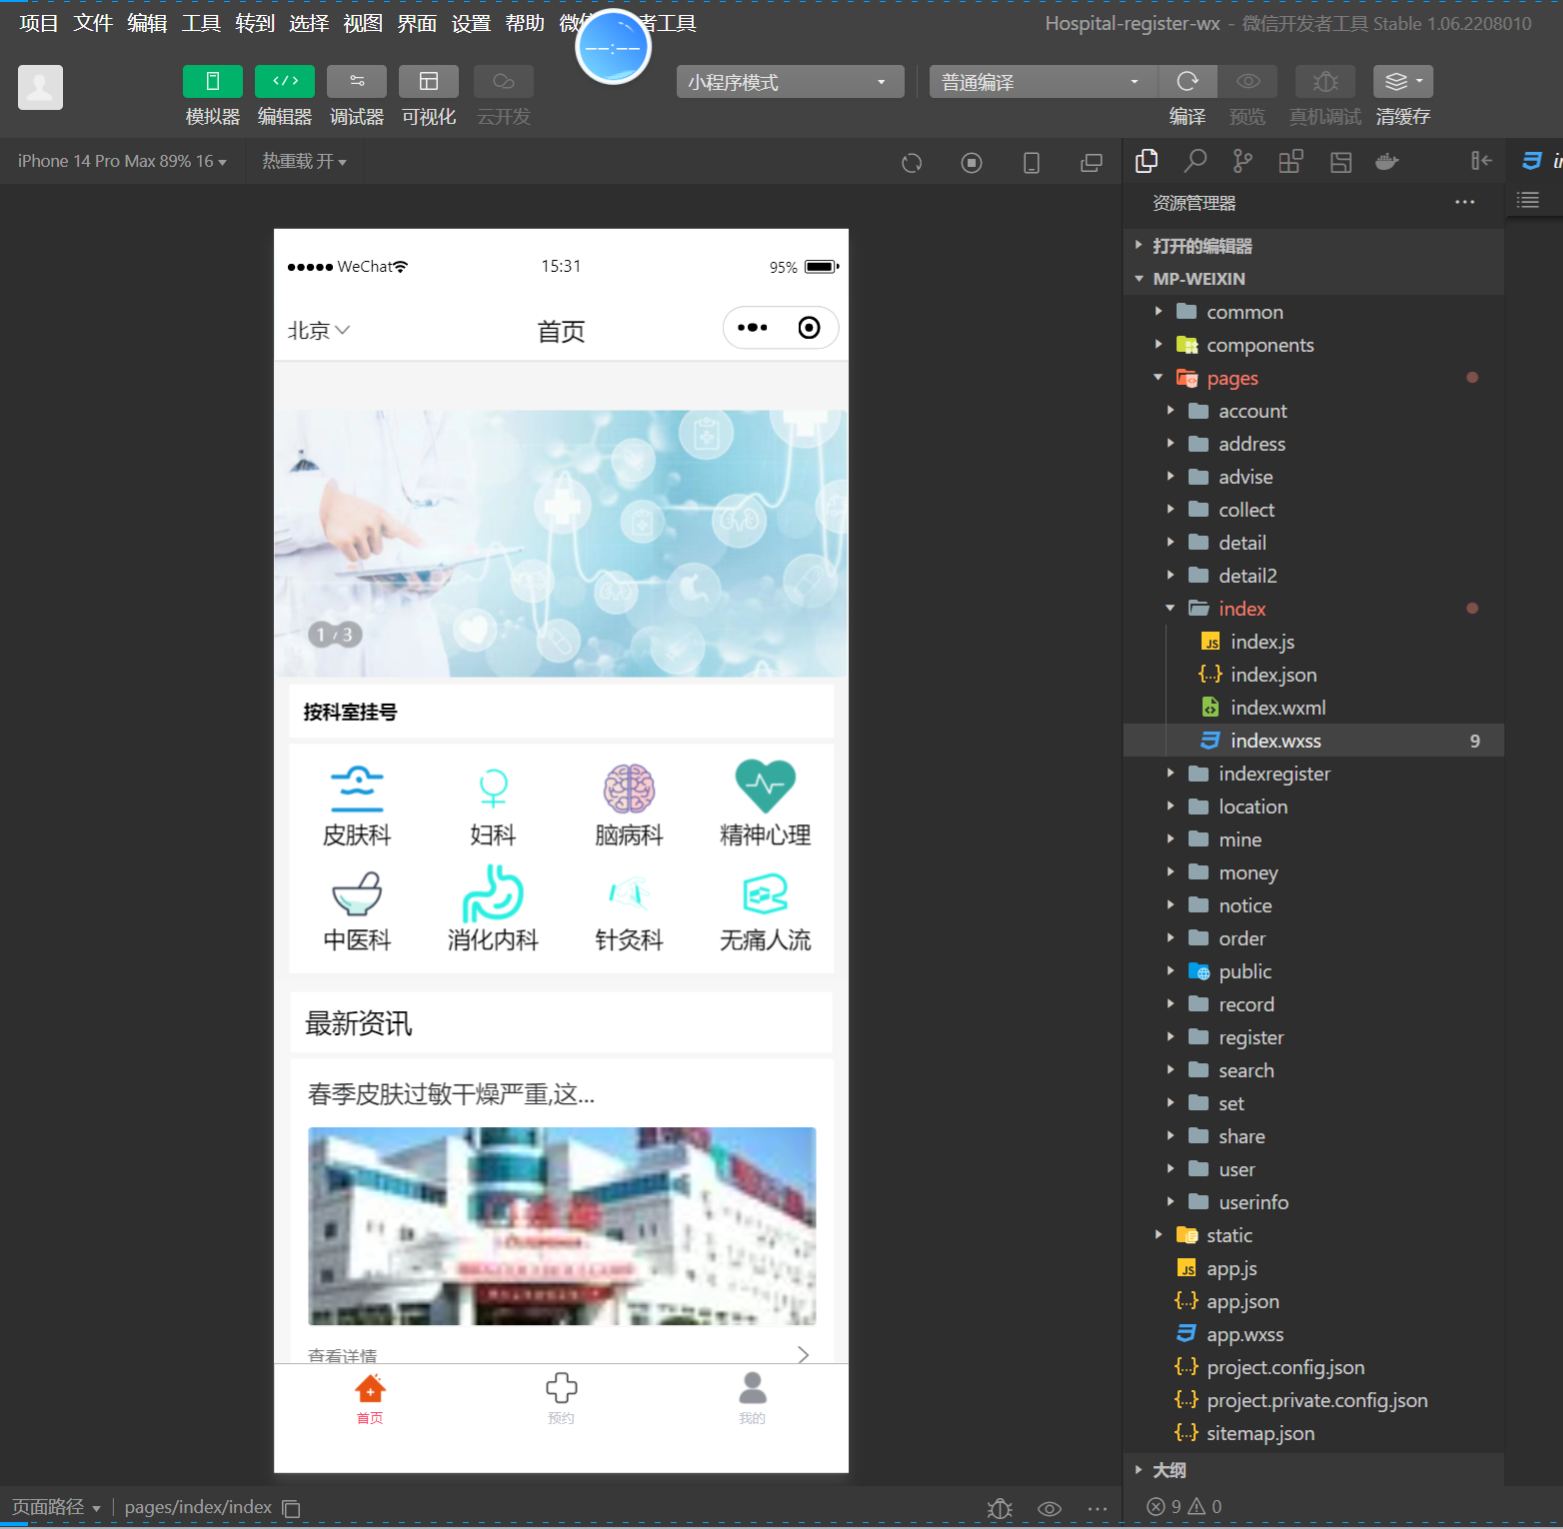 项目 文件 编辑 工具 转到 选择 视图 界面 设置 帮助 微信 者工具
Hospital-register-wx - 微信开发者工具 Stable 1.06.2208010
--:--
小程序模式
普通编译
模拟器 编辑器 调试器 可视化 云开发
编译 预览 真机调试 清缓存
iPhone 14 Pro Max 89% 16
热重载 开
资源管理器
打开的编辑器
MP-WEIXIN
common
components
pages
account
address
advise
collect
detail
detail2
index
index.js
index.json
index.wxml
index.wxss 9
indexregister
location
mine
money
notice
order
public
record
register
search
set
share
user
userinfo
static
app.js
app.json
app.wxss
project.config.json
project.private.config.json
sitemap.json
大纲
9 0
WeChat
15:31
95%
北京
首页
1 / 3
按科室挂号
皮肤科 妇科 脑病科 精神心理
中医科 消化内科 针灸科 无痛人流
最新资讯
春季皮肤过敏干燥严重,这...
查看详情
首页 预约 我的
页面路径
pages/index/index